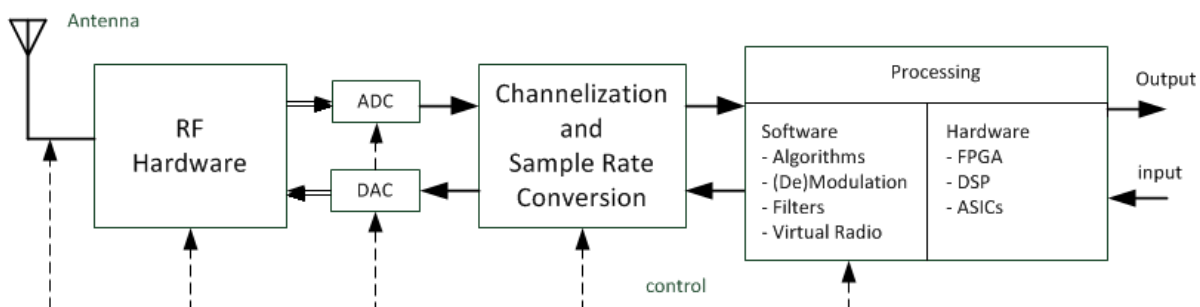 Antenna
RF
Hardware
ADC
DAC
Channelization
and
Sample Rate
Conversion
Processing
Software
- Algorithms
- (De)Modulation
- Filters
- Virtual Radio
Hardware
- FPGA
- DSP
- ASICs
Output
input
control